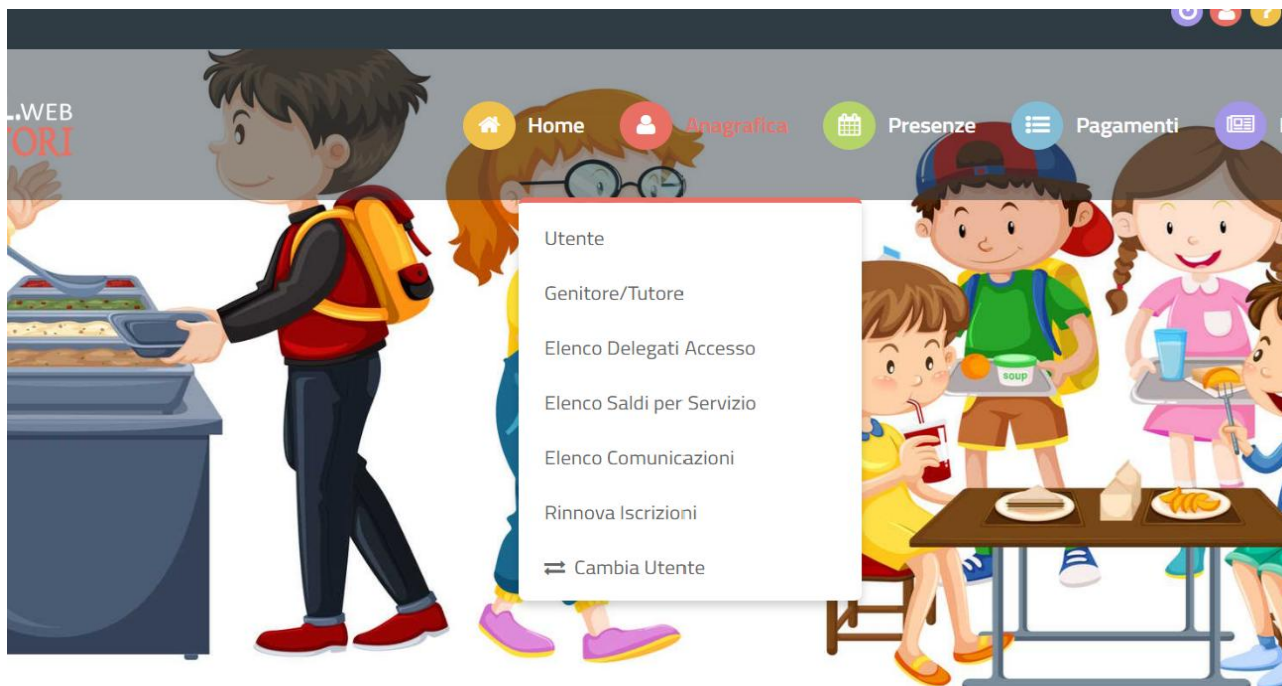 WEB
Home
Anagrafica
Presenze
Pagamenti
Utente
Genitore/Tutore
Elenco Delegati Accesso
Elenco Saldi per Servizio
Elenco Comunicazioni
Rinnova Iscrizioni
Cambia Utente
soup